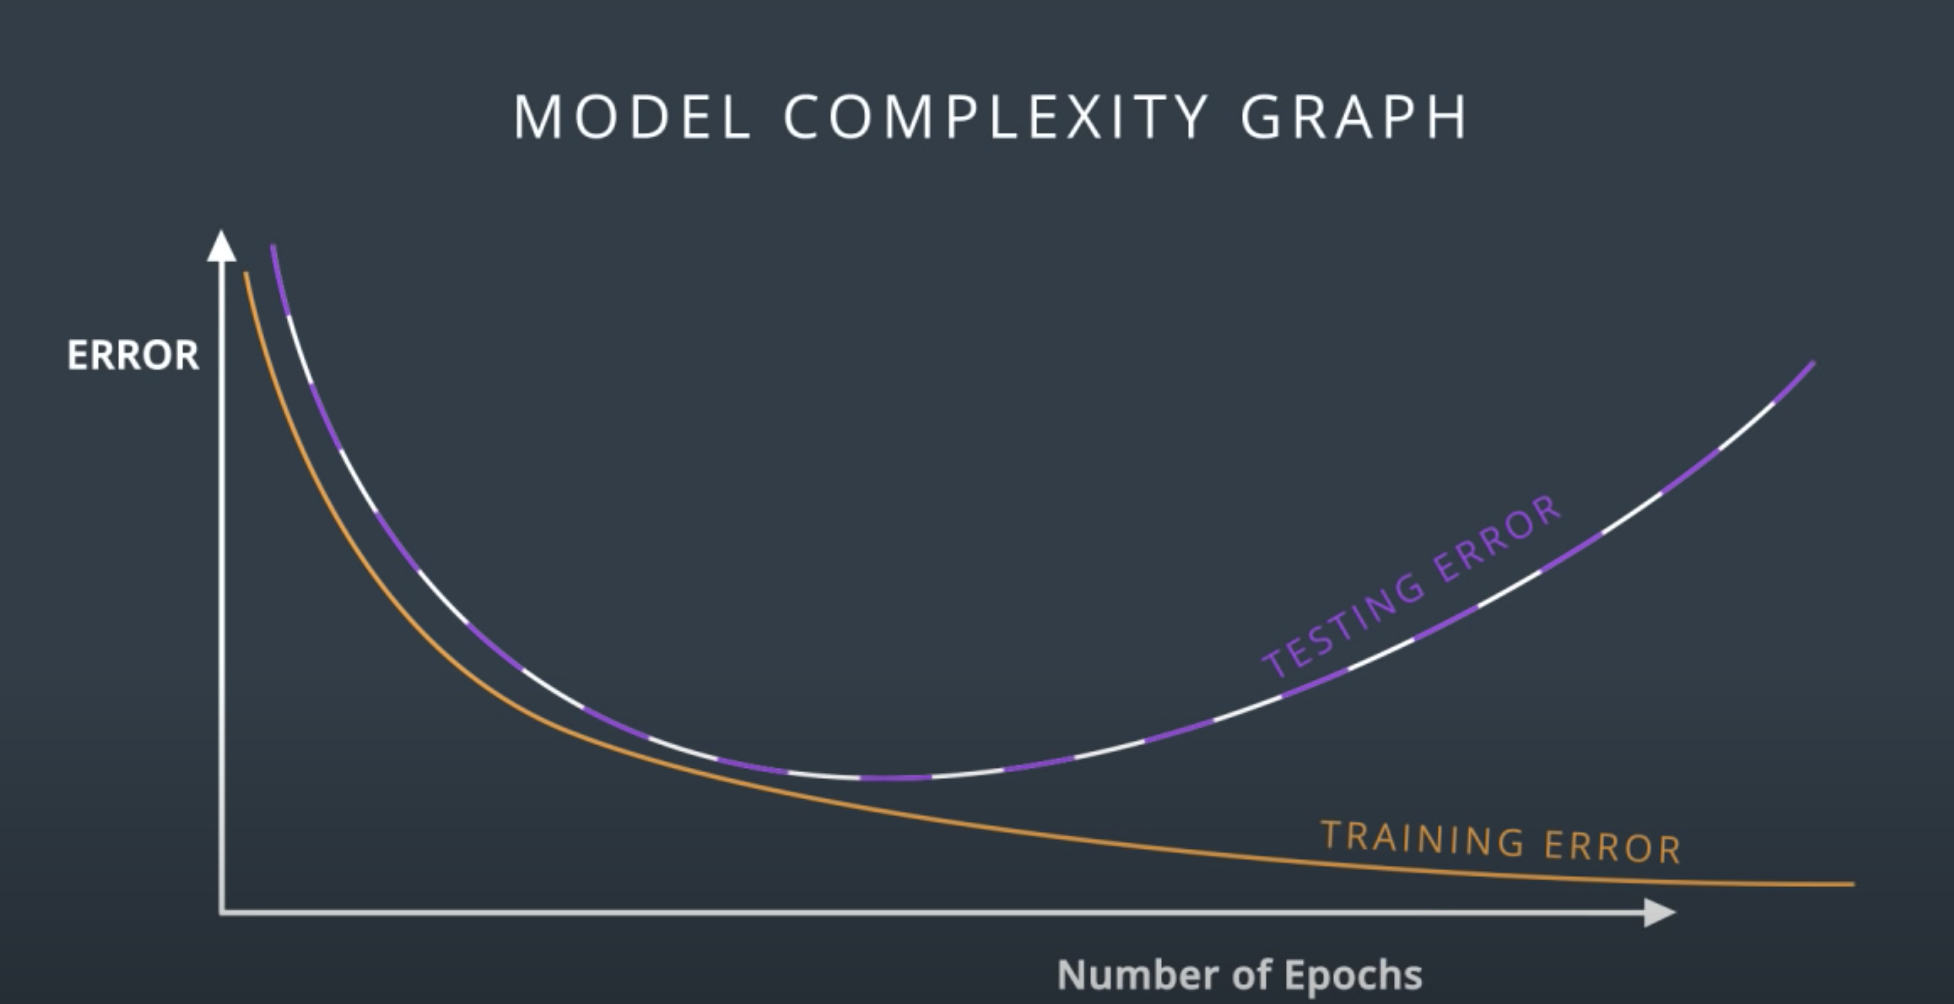 MODEL COMPLEXITY GRAPH
ERROR
TESTING ERROR
TRAINING ERROR
Number of Epochs